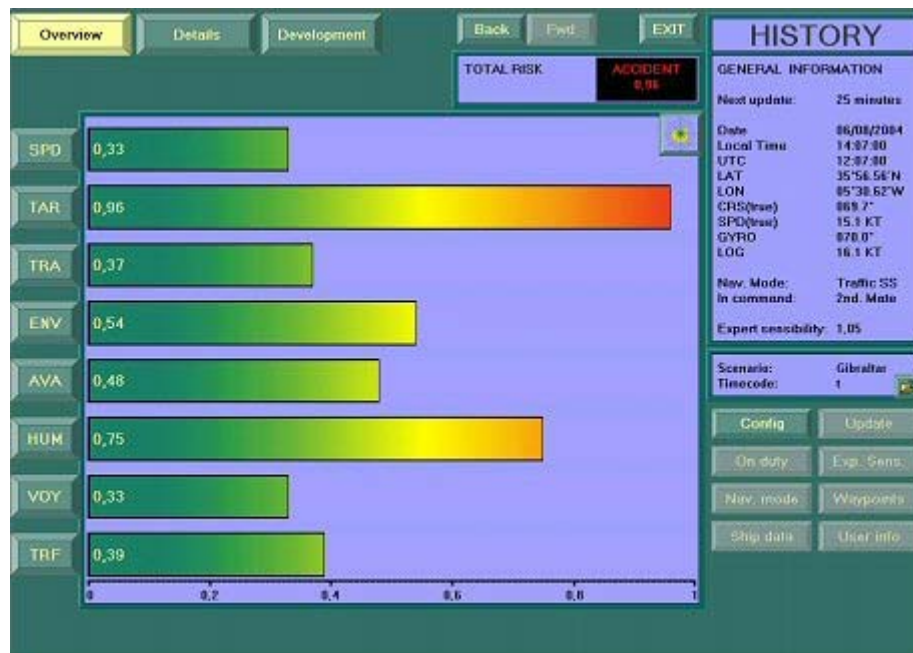 Overview Details Development Back Fwd EXIT HISTORY
TOTAL RISK ACCIDENT
0,96
GENERAL INFORMATION
Next update: 25 minutes
Date 06/08/2004
Local Time 14:07:00
UTC 12:07:00
LAT 35°56.56'N
LON 05°30.62'W
CRS(true) 069.7°
SPD(true) 15.1 KT
GYRO 070.0°
LOG 16.1 KT
Nav. Mode: Traffic SS
In command: 2nd. Mate
Expert sensibility: 1,05
Scenario: Gibraltar
Timecode: 1
Config Update
On duty Exp. Sens.
Nav. mode Waypoints
Ship data User info
SPD 0,33
TAR 0,96
TRA 0,37
ENV 0,54
AVA 0,48
HUM 0,75
VOY 0,33
TRF 0,39
0 0,2 0,4 0,6 0,8 1